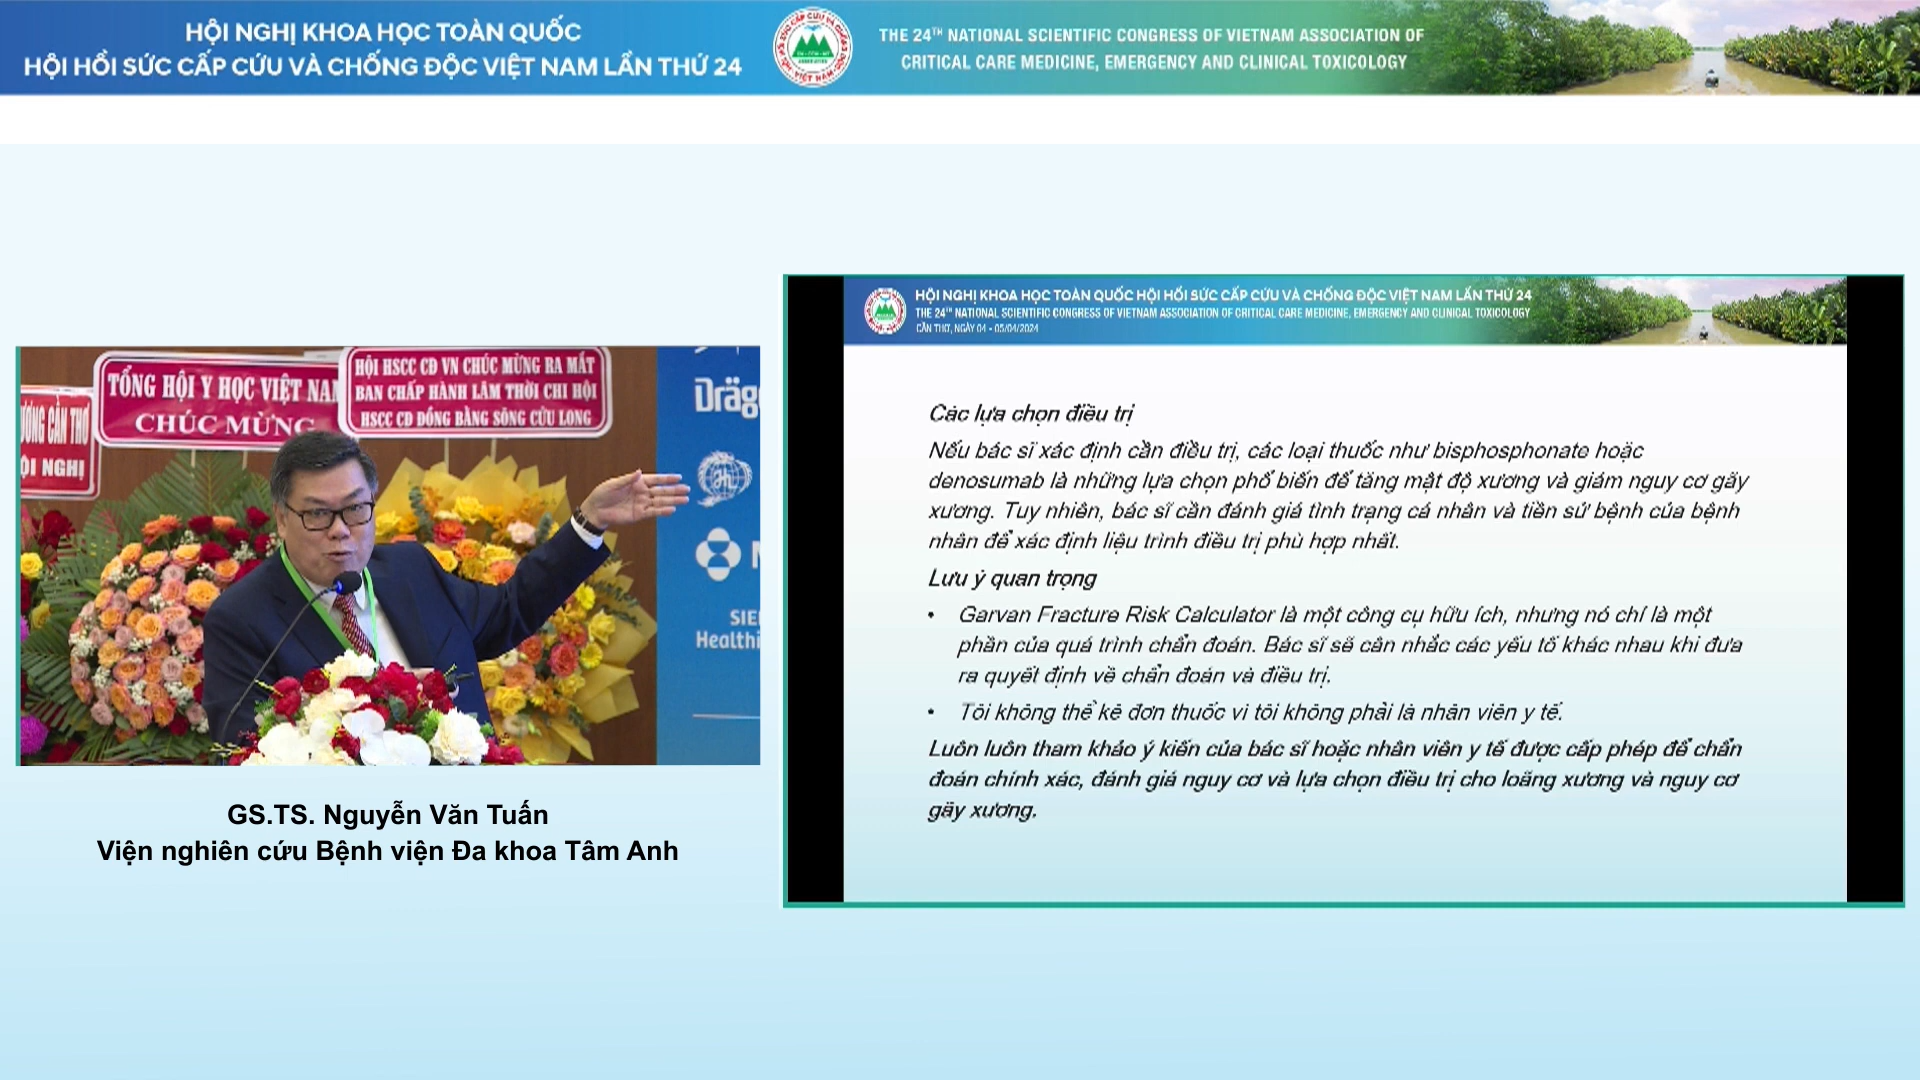 HỘI NGHỊ KHOA HỌC TOÀN QUỐC
HỘI HỒI SỨC CẤP CỨU VÀ CHỐNG ĐỘC VIỆT NAM LẦN THỨ 24
THE 24TH NATIONAL SCIENTIFIC CONGRESS OF VIETNAM ASSOCIATION OF
CRITICAL CARE MEDICINE, EMERGENCY AND CLINICAL TOXICOLOGY
TỔNG HỘI Y HỌC VIỆT NAM
CHÚC MỪNG
HỘI HSCC CĐ VN CHÚC MỪNG RA MẮT
BAN CHẤP HÀNH LÂM THỜI CHI HỘI
HSCC CĐ ĐỒNG BẰNG SÔNG CỬU LONG
CẦN THƠ
NGHỊ
GS.TS. Nguyễn Văn Tuấn
Viện nghiên cứu Bệnh viện Đa khoa Tâm Anh
HỘI NGHỊ KHOA HỌC TOÀN QUỐC HỘI HỒI SỨC CẤP CỨU VÀ CHỐNG ĐỘC VIỆT NAM LẦN THỨ 24
THE 24TH NATIONAL SCIENTIFIC CONGRESS OF VIETNAM ASSOCIATION OF CRITICAL CARE MEDICINE, EMERGENCY AND CLINICAL TOXICOLOGY
CẦN THƠ, NGÀY 04 - 05/04/2024
Các lựa chọn điều trị
Nếu bác sĩ xác định cần điều trị, các loại thuốc như bisphosphonate hoặc
denosumab là những lựa chọn phổ biến để tăng mật độ xương và giảm nguy cơ gãy
xương. Tuy nhiên, bác sĩ cần đánh giá tình trạng cá nhân và tiền sử bệnh của bệnh
nhân để xác định liệu trình điều trị phù hợp nhất.
Lưu ý quan trọng
• Garvan Fracture Risk Calculator là một công cụ hữu ích, nhưng nó chỉ là một
phần của quá trình chẩn đoán. Bác sĩ sẽ cân nhắc các yếu tố khác nhau khi đưa
ra quyết định về chẩn đoán và điều trị.
• Tôi không thể kê đơn thuốc vì tôi không phải là nhân viên y tế.
Luôn luôn tham khảo ý kiến của bác sĩ hoặc nhân viên y tế được cấp phép để chẩn
đoán chính xác, đánh giá nguy cơ và lựa chọn điều trị cho loãng xương và nguy cơ
gãy xương.